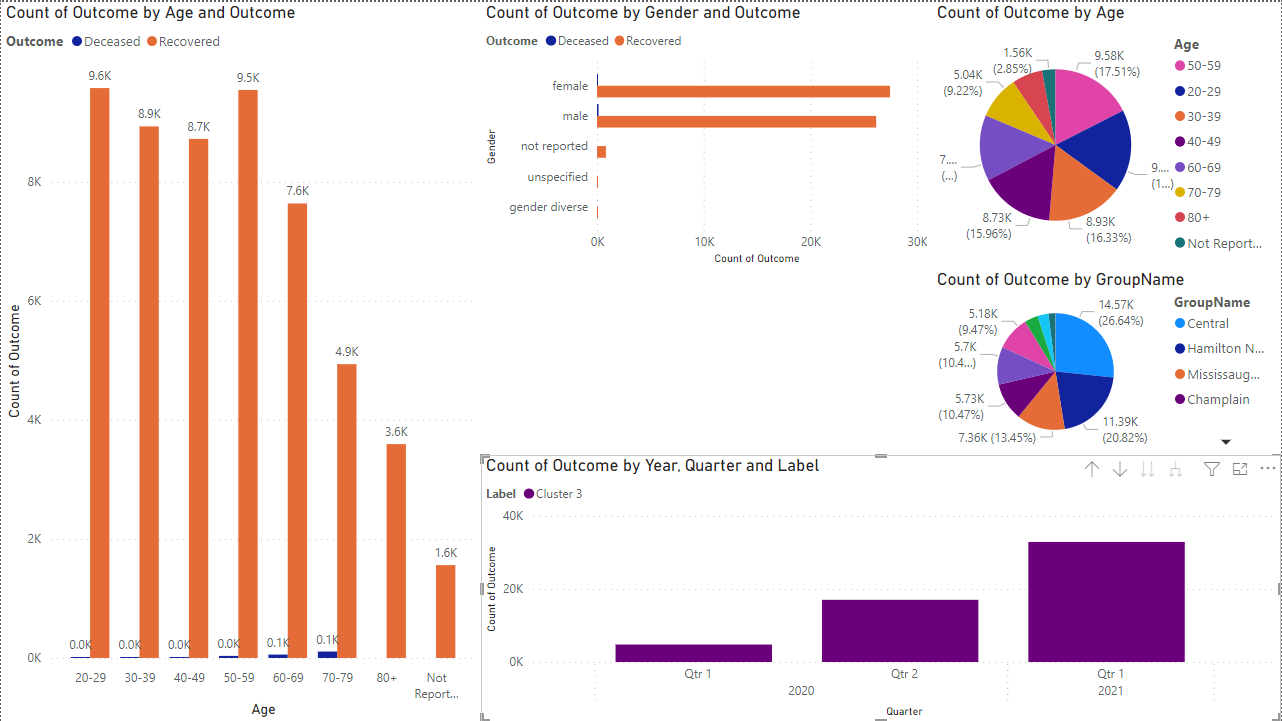 Count of Outcome by Age and Outcome
Outcome Deceased Recovered
Count of Outcome
8K
6K
4K
2K
0K
9.6K
8.9K
8.7K
9.5K
7.6K
4.9K
3.6K
1.6K
0.0K
0.0K
0.0K
0.0K
0.1K
0.1K
20-29
30-39
40-49
50-59
60-69
70-79
80+
Not
Report...
Age
Count of Outcome by Gender and Outcome
Outcome Deceased Recovered
Gender
female
male
not reported
unspecified
gender diverse
0K
10K
20K
30K
Count of Outcome
Count of Outcome by Age
1.56K
(2.85%)
9.58K
(17.51%)
5.04K
(9.22%)
7....
(...)
9....
(1...)
8.73K
(15.96%)
8.93K
(16.33%)
Age
50-59
20-29
30-39
40-49
60-69
70-79
80+
Not Report...
Count of Outcome by GroupName
5.18K
(9.47%)
14.57K
(26.64%)
5.7K
(10.4...)
5.73K
(10.47%)
7.36K (13.45%)
11.39K
(20.82%)
GroupName
Central
Hamilton N...
Mississaug...
Champlain
Count of Outcome by Year, Quarter and Label
Label Cluster 3
Count of Outcome
40K
20K
0K
Qtr 1
Qtr 2
Qtr 1
2020
2021
Quarter